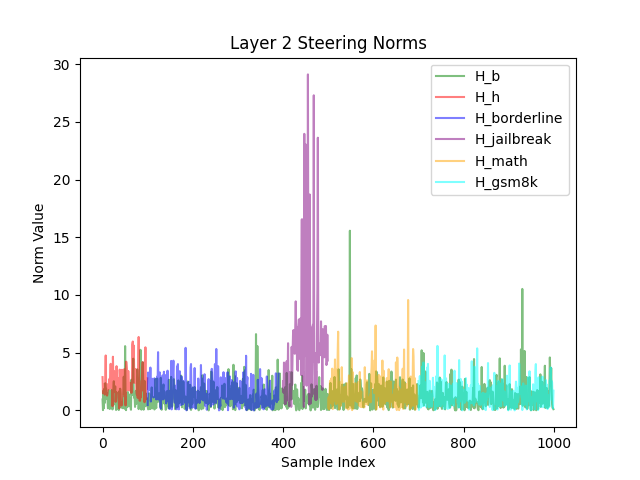 Layer 2 Steering Norms
30
25
20
15
10
5
0
Norm Value
H_b
H_h
H_borderline
H_jailbreak
H_math
H_gsm8k
0 200 400 600 800 1000
Sample Index